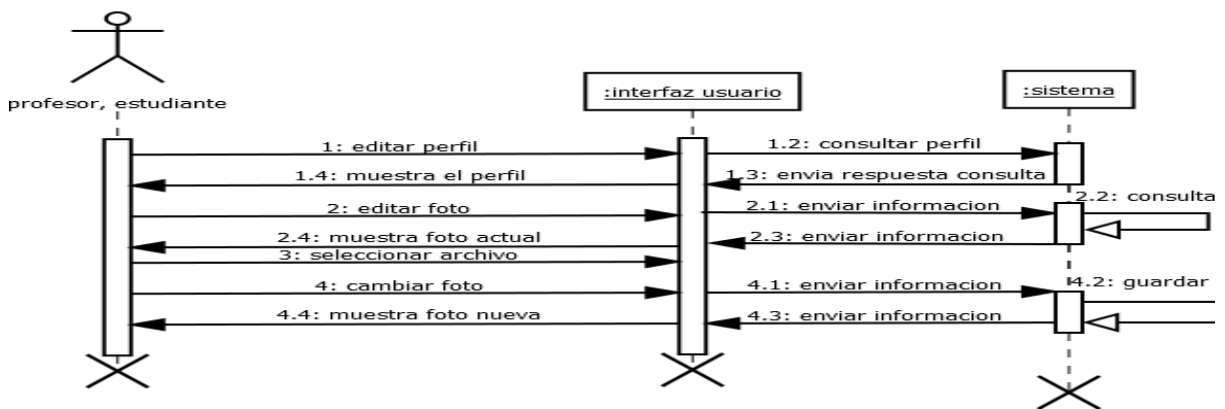 profesor, estudiante
:interfaz usuario
:sistema
1: editar perfil
1.2: consultar perfil
1.4: muestra el perfil
1.3: envia respuesta consulta
2: editar foto
2.1: enviar informacion
2.2: consulta
2.4: muestra foto actual
2.3: enviar informacion
3: seleccionar archivo
4: cambiar foto
4.1: enviar informacion
4.2: guardar
4.4: muestra foto nueva
4.3: enviar informacion